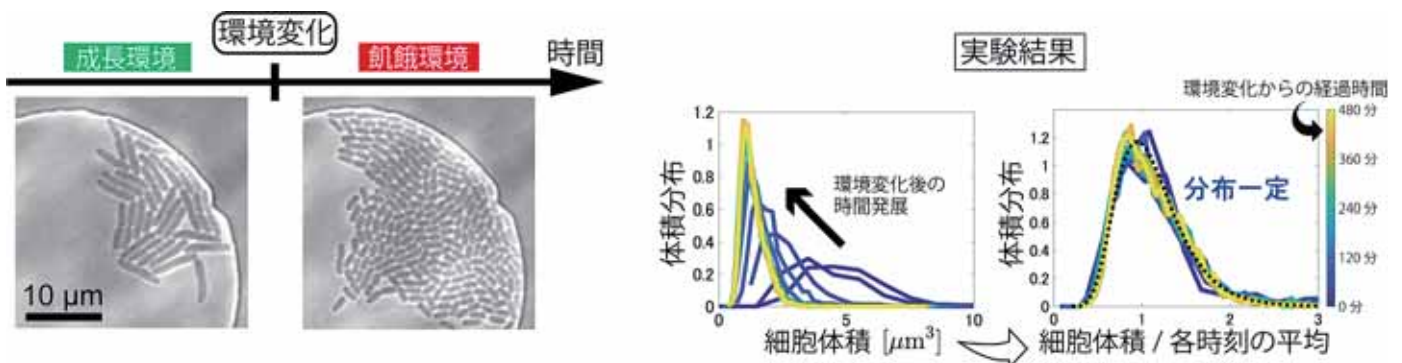 環境変化
成長環境
飢餓環境
時間
10 µm
実験結果
体積分布
1.2
1
0.8
0.6
0.4
0.2
0
0
5
10
環境変化後の
時間発展
細胞体積 [μm³]
体積分布
1.2
1
0.8
0.6
0.4
0.2
0
0
1
2
3
分布一定
細胞体積 / 各時刻の平均
環境変化からの経過時間
480 分
360 分
240 分
120 分
0 分